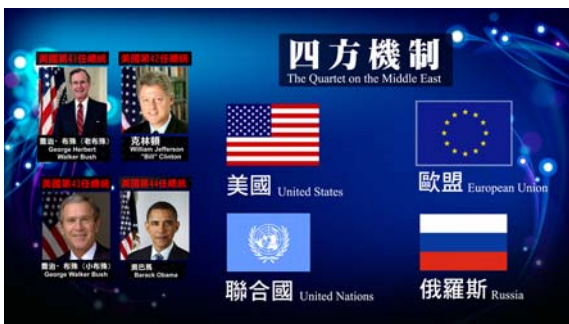 四方機制
The Quartet on the Middle East
美國第41任總統
美國第42任總統
喬治·布殊（老布殊）
George Herbert
Walker Bush
克林頓
William Jefferson
"Bill" Clinton
美國第43任總統
美國第44任總統
喬治·布殊（小布殊）
George Walker Bush
奧巴馬
Barack Obama
美國 United States
歐盟 European Union
聯合國 United Nations
俄羅斯 Russia